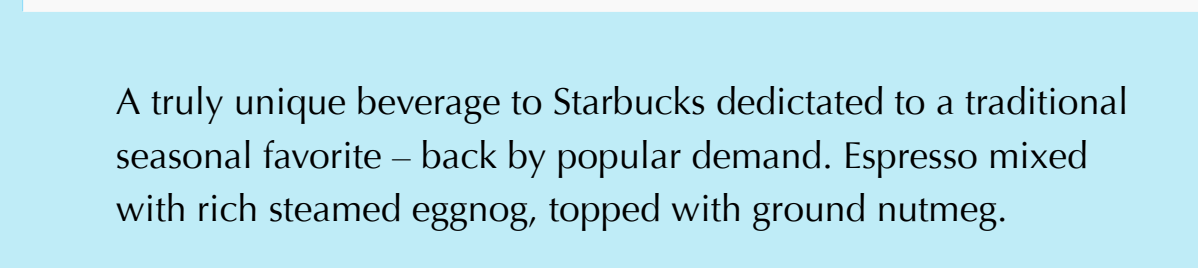 A truly unique beverage to Starbucks dedictated to a traditional
seasonal favorite – back by popular demand. Espresso mixed
with rich steamed eggnog, topped with ground nutmeg.